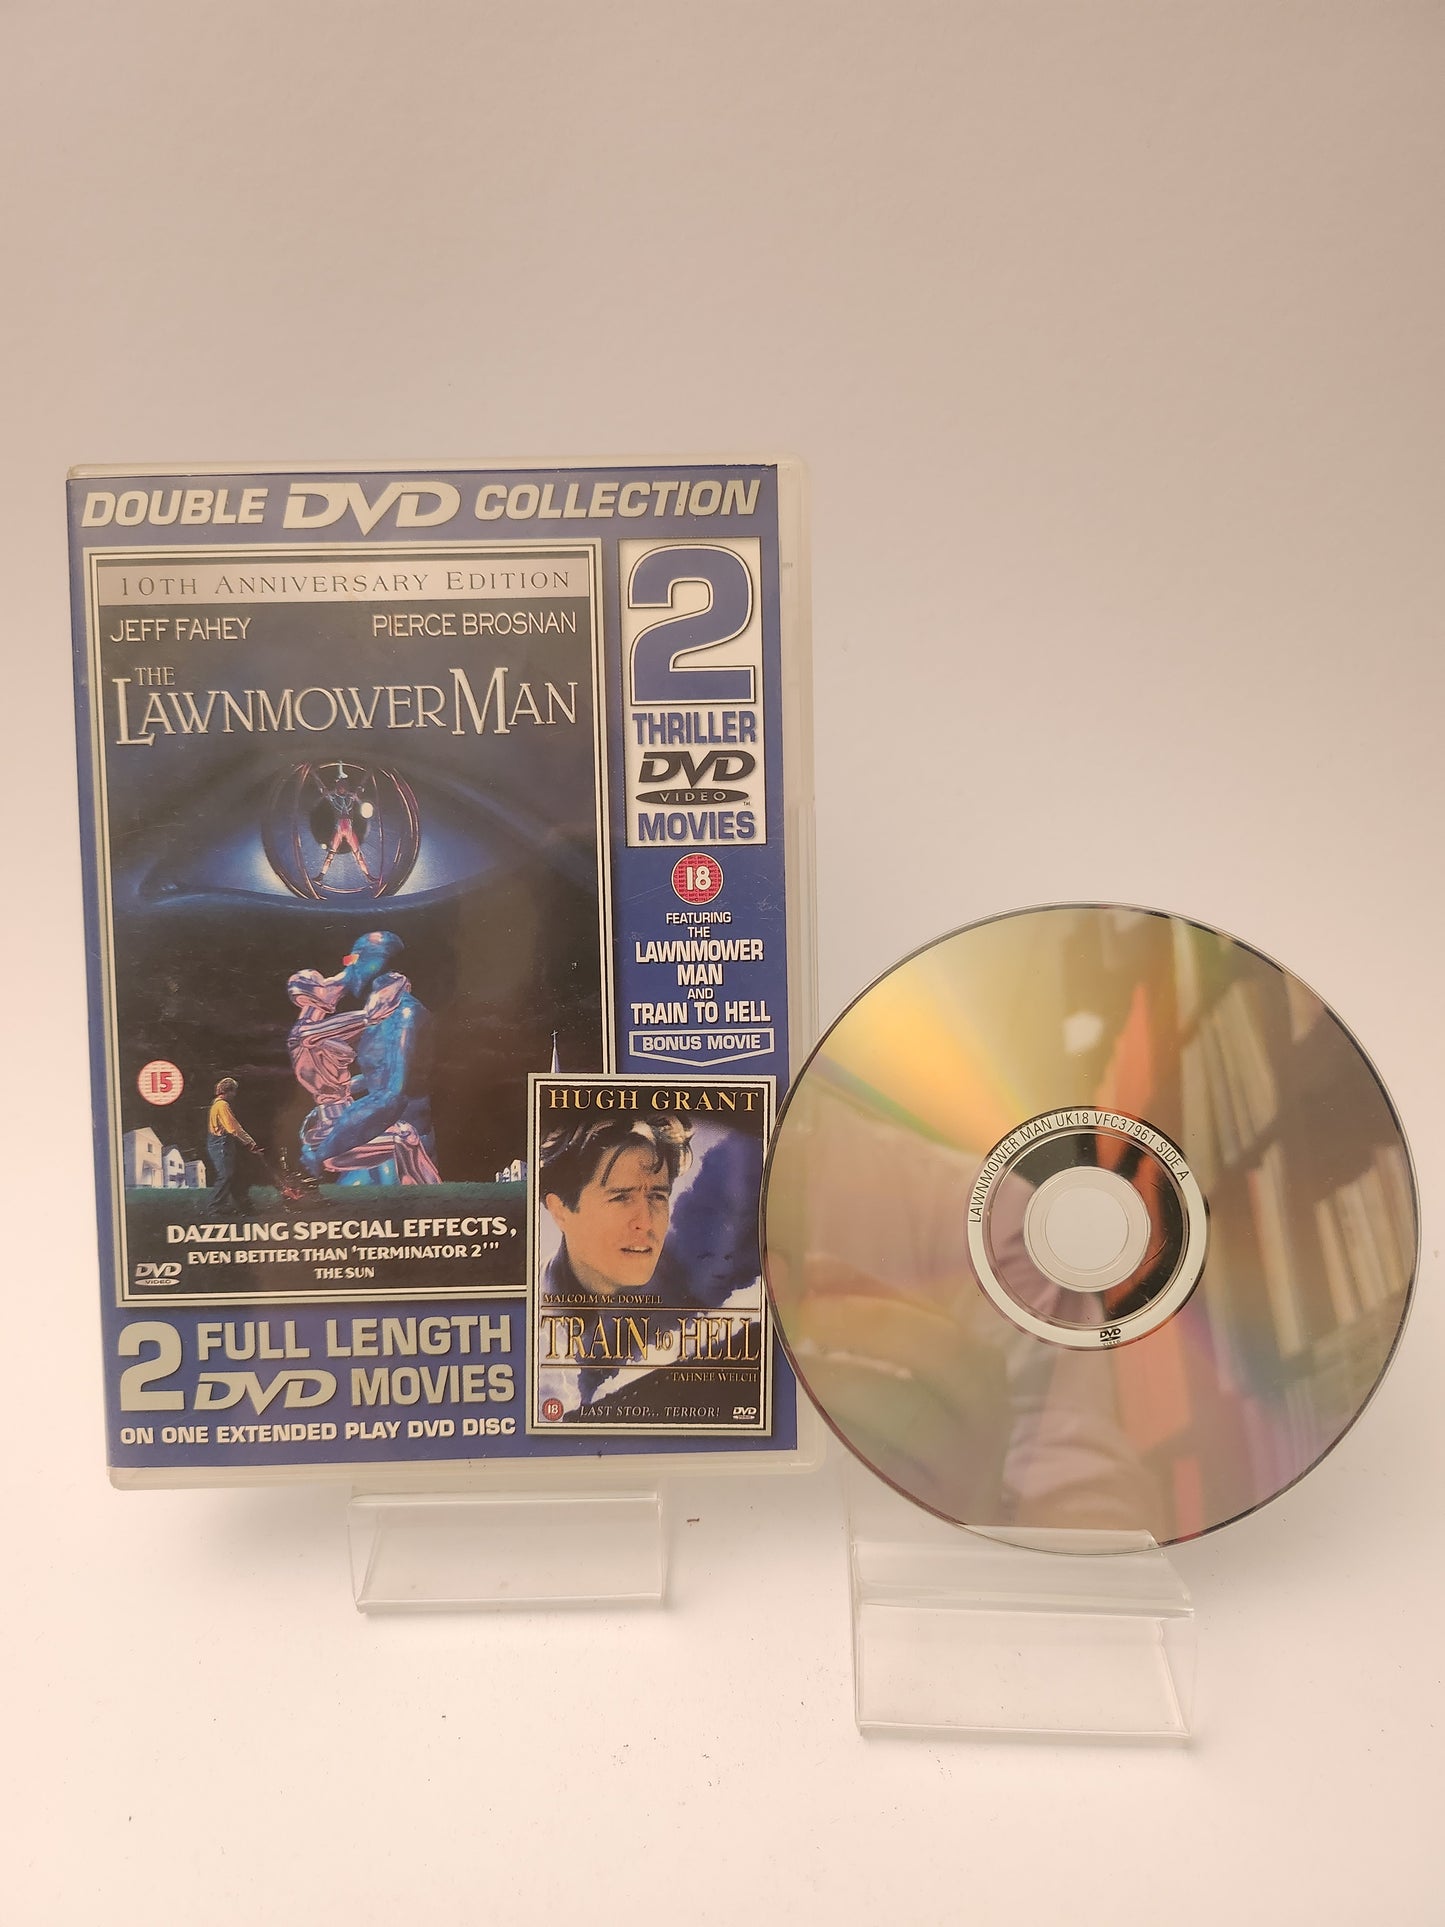 DOUBLE DVD COLLECTION
10TH ANNIVERSARY EDITION
JEFF FAHEY PIERCE BROSNAN
THE
LAWNMOWER MAN
15
DAZZLING SPECIAL EFFECTS,
EVEN BETTER THAN 'TERMINATOR 2'"
THE SUN
DVD
VIDEO
2
THRILLER
DVD
VIDEO
MOVIES
18
FEATURING
THE
LAWNMOWER
MAN
AND
TRAIN TO HELL
BONUS MOVIE
HUGH GRANT
MALCOLM McDOWELL
TRAIN to HELL
TAHNEE WELCH
18
LAST STOP... TERROR!
DVD
VIDEO
2 FULL LENGTH
DVD MOVIES
ON ONE EXTENDED PLAY DVD DISC
LAWNMOWER MAN UK18 VFC37961 SIDE A
DVD
VIDEO